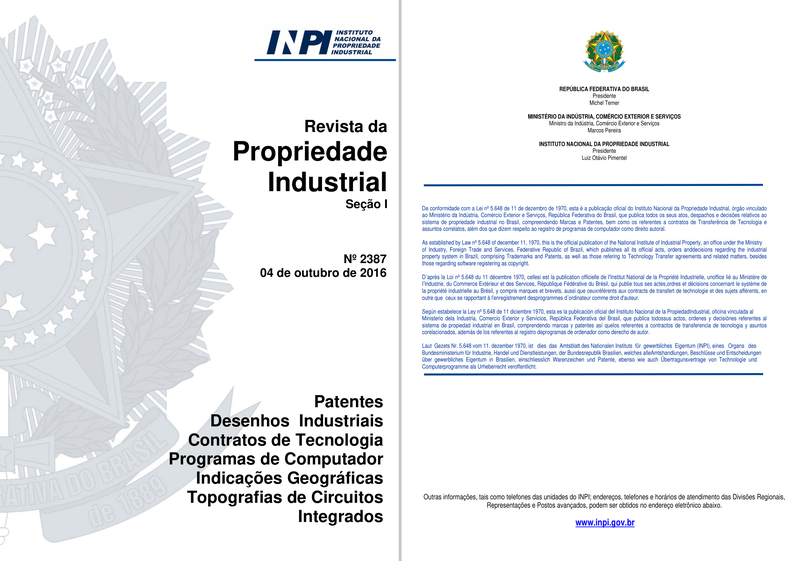 INPI
INSTITUTO
NACIONAL DA
PROPRIEDADE
INDUSTRIAL
Revista da
Propriedade
Industrial
Seção I
Nº 2387
04 de outubro de 2016
Patentes
Desenhos Industriais
Contratos de Tecnologia
Programas de Computador
Indicações Geográficas
Topografias de Circuitos
Integrados
ATIVA DO BRASIL
de 1889
REPÚBLICA FEDERATIVA DO BRASIL
Presidente
Michel Temer
MINISTÉRIO DA INDÚSTRIA, COMÉRCIO EXTERIOR E SERVIÇOS
Ministro da Indústria, Comércio Exterior e Serviços
Marcos Pereira
INSTITUTO NACIONAL DA PROPRIEDADE INDUSTRIAL
Presidente
Luiz Otávio Pimentel
De conformidade com a Lei nº 5.648 de 11 de dezembro de 1970, esta é a publicação oficial do Instituto Nacional da Propriedade Industrial, órgão vinculado
ao Ministério da Indústria, Comércio Exterior e Serviços, República Federativa do Brasil, que publica todos os seus atos, despachos e decisões relativos ao
sistema de propriedade industrial no Brasil, compreendendo Marcas e Patentes, bem como os referentes a contratos de Transferência de Tecnologia e
assuntos correlatos, além dos que dizem respeito ao registro de programas de computador como direito autoral.
As established by Law nº 5.648 of december 11, 1970, this is the official publication of the National Institute of Industrial Property, an office under the Ministry
of Industry, Foreign Trade and Services, Federative Republic of Brazil, which publishes all its official acts, orders anddecisions regarding the industrial
property system in Brazil, comprising Trademarks and Patents, as well as those refering to Technology Transfer agreements and related matters, besides
those regarding software registering as copyright.
D´après la Loi nº 5.648 du 11 décembre 1970, cellesi est la publication officielle de l'Institut National de la Propriété Industrielle, unoffice lié au Ministère de
l'Industrie, du Commerce Extérieur et des Services, République Fédérative du Brésil, qui publie tous ses actes,ordres et décisions concernant le système de
la propriété industrielle au Brésil, y compris marques et brevets, aussi que ceuxréférents aux contracts de transfert de technologie et des sujets afférents, en
outre que ceux se rapportant à l'enregistrement desprogrammes d´ordinateur comme droit d'auteur.
Según establece la Ley nº 5.648 de 11 diciembre 1970, esta es la publicación oficial del Instituto Nacional de la PropiedadIndustrial, oficina vinculada al
Ministerio dela Industria, Comercio Exterior y Servicios, República Federativa del Brasil, que publica todossus actos, ordenes y decisiónes referentes al
sistema de propiedad industrial en Brasil, comprendendo marcas y patentes así quelos referentes a contractos de transferencia de tecnologia y asuntos
corelacionados, además de los referentes al registro deprogramas de ordenador como derecho de autor.
Laut Gezets Nr. 5.648 vom 11. dezember 1970, ist dies das Amtsblatt des Nationalen Instituts für gewerbliches Eigentum (INPI), eines Organs des
Bundesministerium für Industrie, Handel und Dienstleistungen, der Bundesrepublik Brasilien, welches alleAmtshandlungen, Beschlüsse und Entscheidungen
über gewerbliches Eigentum in Brasilien, einschliesslich Warenzeichen und Patente, ebenso wie auch Übertragunsvertrage von Technologie und
Computerprogramme als Urheberrecht veroffentlicht.
Outras informações, tais como telefones das unidades do INPI; endereços, telefones e horários de atendimento das Divisões Regionais,
Representações e Postos avançados, podem ser obtidos no endereço eletrônico abaixo.
www.inpi.gov.br